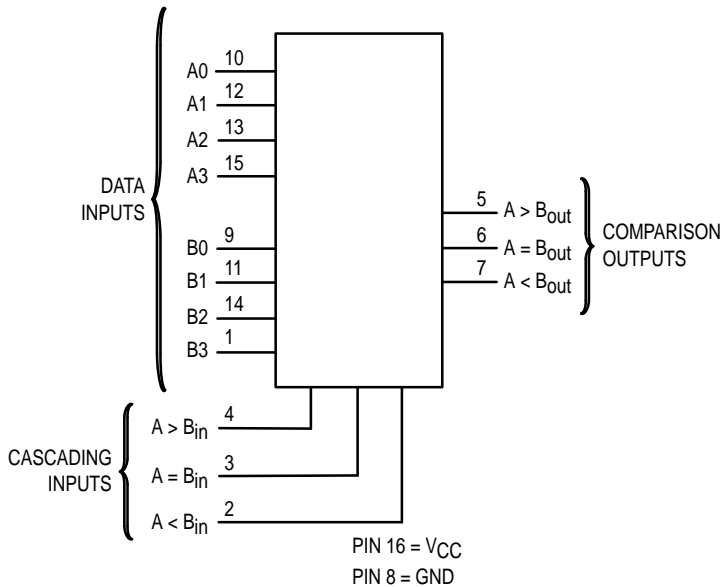 A0 10
A1 12
A2 13
A3 15
DATA
INPUTS
B0 9
B1 11
B2 14
B3 1
5 A > Bout
6 A = Bout
7 A < Bout
COMPARISON
OUTPUTS
A > Bin 4
A = Bin 3
A < Bin 2
CASCADING
INPUTS
PIN 16 = VCC
PIN 8 = GND